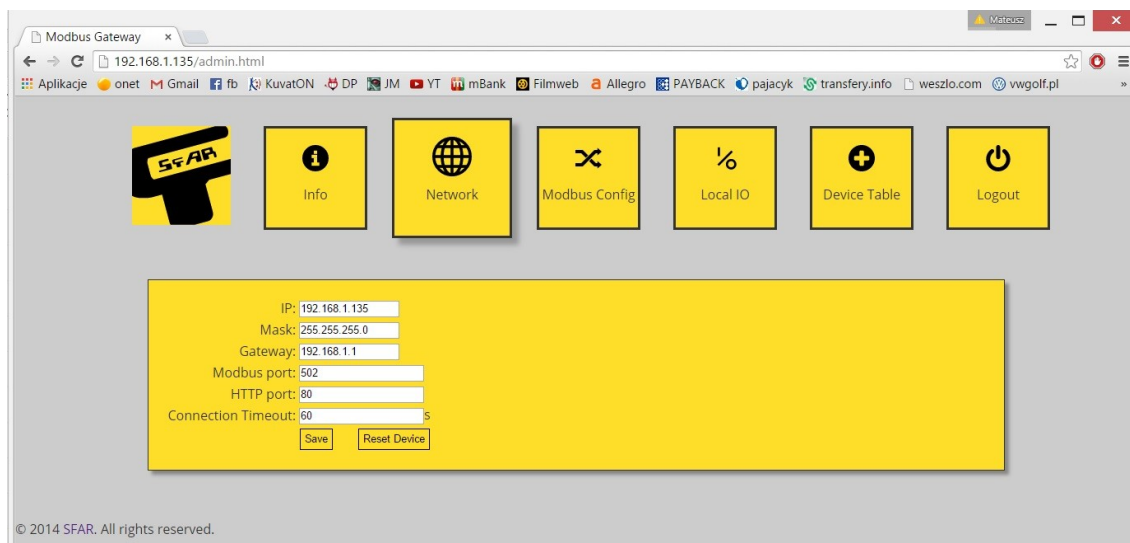 Mateusz
Modbus Gateway
192.168.1.135/admin.html
Aplikacje onet Gmail fb KuvatON DP JM YT mBank Filmweb Allegro PAYBACK pajacyk transfery.info weszlo.com vwgolf.pl »
SFAR
Info Network Modbus Config Local IO Device Table Logout
IP: 192.168.1.135
Mask: 255.255.255.0
Gateway: 192.168.1.1
Modbus port: 502
HTTP port: 80
Connection Timeout: 60 s
Save Reset Device
© 2014 SFAR. All rights reserved.